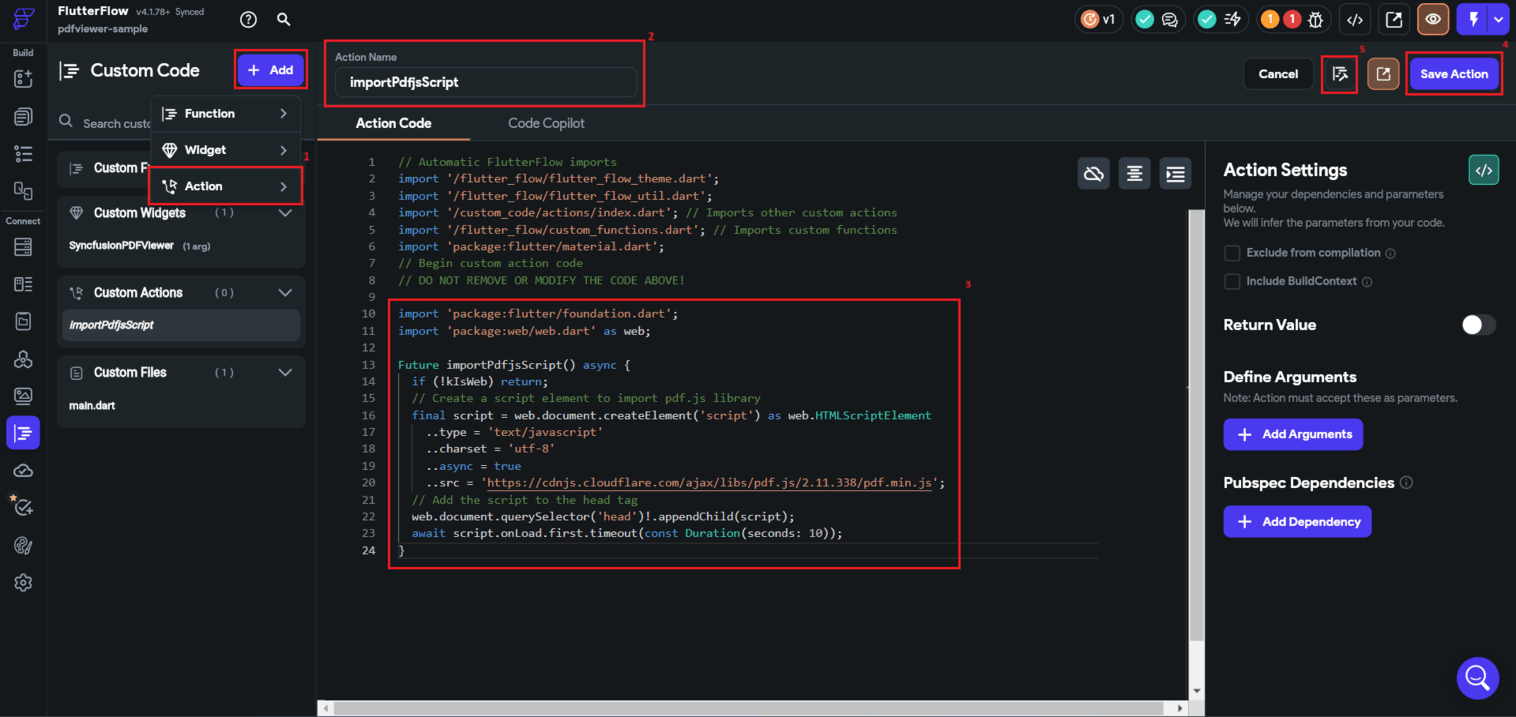 FlutterFlow v4.1.78+ Synced
pdfviewer-sample
v1
1
1
Build
Connect
Custom Code
+ Add
Search custo
Function
Widget
Action
1
Custom F
Custom Widgets (1)
SyncfusionPDFViewer (1 arg)
Custom Actions (0)
importPdfjsScript
Custom Files (1)
main.dart
2
Action Name
importPdfjsScript
Cancel
5
Save Action
4
Action Code
Code Copilot
1 // Automatic FlutterFlow imports
2 import '/flutter_flow/flutter_flow_theme.dart';
3 import '/flutter_flow/flutter_flow_util.dart';
4 import '/custom_code/actions/index.dart'; // Imports other custom actions
5 import '/flutter_flow/custom_functions.dart'; // Imports custom functions
6 import 'package:flutter/material.dart';
7 // Begin custom action code
8 // DO NOT REMOVE OR MODIFY THE CODE ABOVE!
9
3
10 import 'package:flutter/foundation.dart';
11 import 'package:web/web.dart' as web;
12
13 Future importPdfjsScript() async {
14 if (!kIsWeb) return;
15 // Create a script element to import pdf.js library
16 final script = web.document.createElement('script') as web.HTMLScriptElement
17 ..type = 'text/javascript'
18 ..charset = 'utf-8'
19 ..async = true
20 ..src = 'https://cdnjs.cloudflare.com/ajax/libs/pdf.js/2.11.338/pdf.min.js';
21 // Add the script to the head tag
22 web.document.querySelector('head')!.appendChild(script);
23 await script.onLoad.first.timeout(const Duration(seconds: 10));
24 }
Action Settings
Manage your dependencies and parameters
below.
We will infer the parameters from your code.
Exclude from compilation
Include BuildContext
Return Value
Define Arguments
Note: Action must accept these as parameters.
+ Add Arguments
Pubspec Dependencies
+ Add Dependency